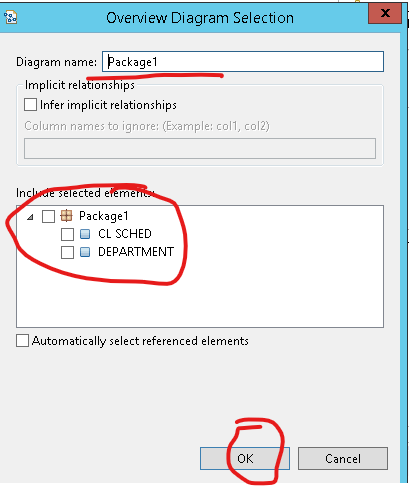 Overview Diagram Selection
x
Diagram name: Package1
Implicit relationships
Infer implicit relationships
Column names to ignore: (Example: col1, col2)
Include selected elements:
Package1
CL SCHED
DEPARTMENT
Automatically select referenced elements
OK Cancel